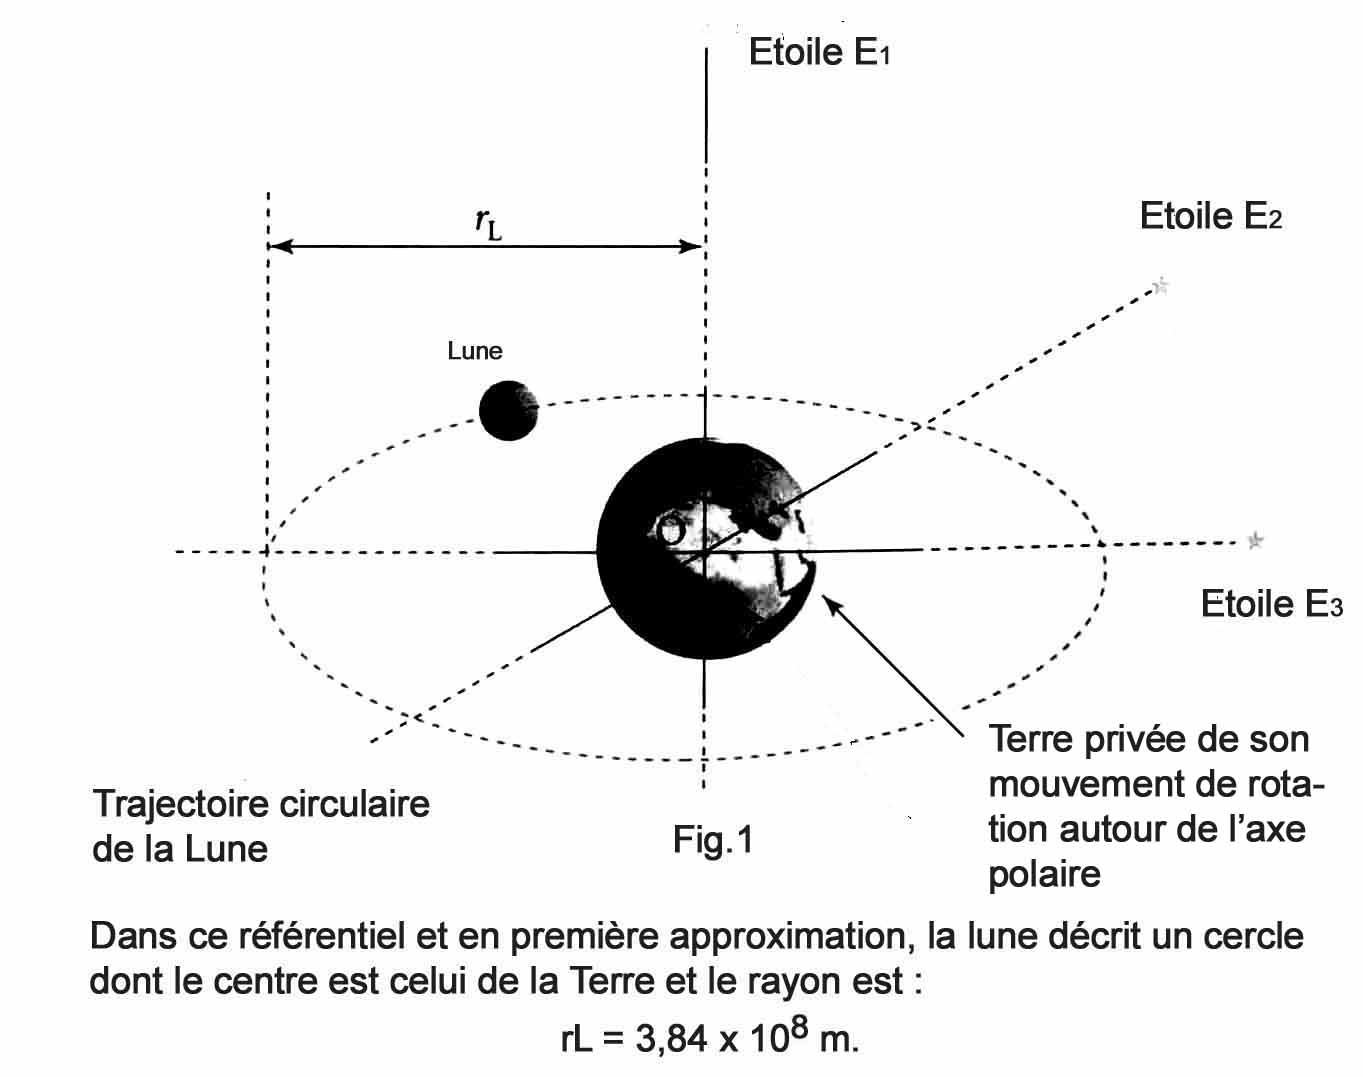 Etoile E1
Etoile E2
rL
Lune
O
Etoile E3
Terre privée de son
mouvement de rota-
tion autour de l'axe
polaire
Trajectoire circulaire
de la Lune
Fig.1
Dans ce référentiel et en première approximation, la lune décrit un cercle
dont le centre est celui de la Terre et le rayon est :
rL = 3,84 x 10⁸ m.